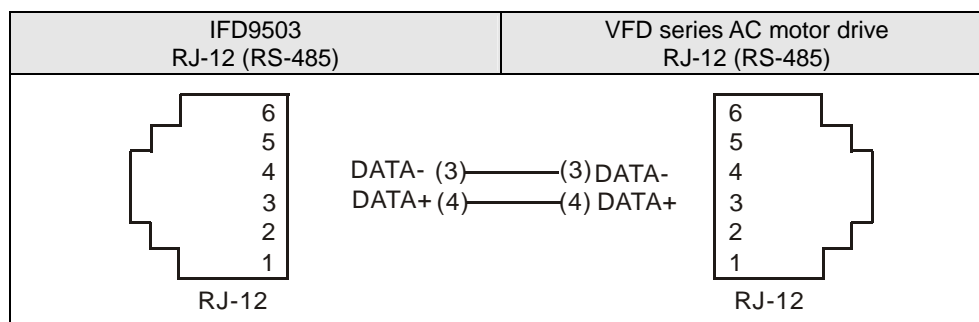 IFD9503
RJ-12 (RS-485)
VFD series AC motor drive
RJ-12 (RS-485)
6
5
4
3
2
1
RJ-12
DATA- (3) (3) DATA-
DATA+ (4) (4) DATA+
6
5
4
3
2
1
RJ-12